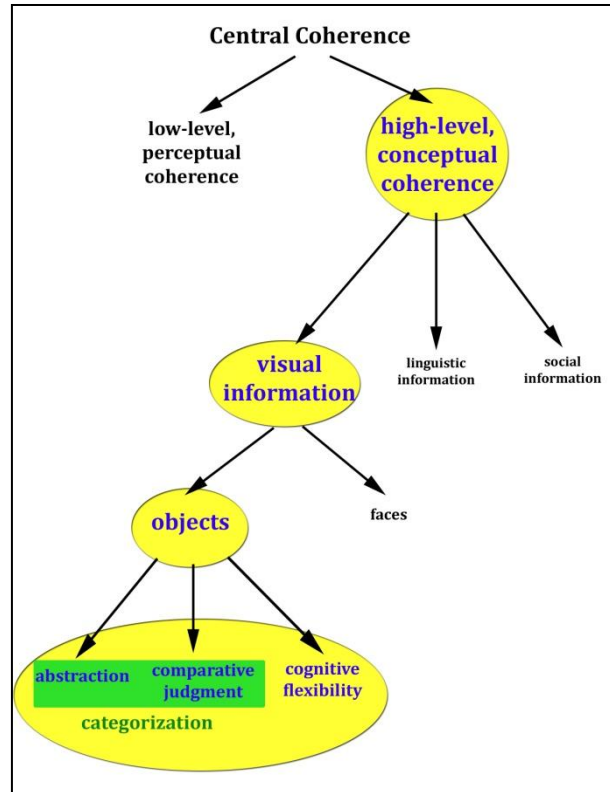 Central Coherence
low-level,
perceptual
coherence
high-level,
conceptual
coherence
visual
information
linguistic
information
social
information
objects
faces
abstraction
comparative
judgment
cognitive
flexibility
categorization